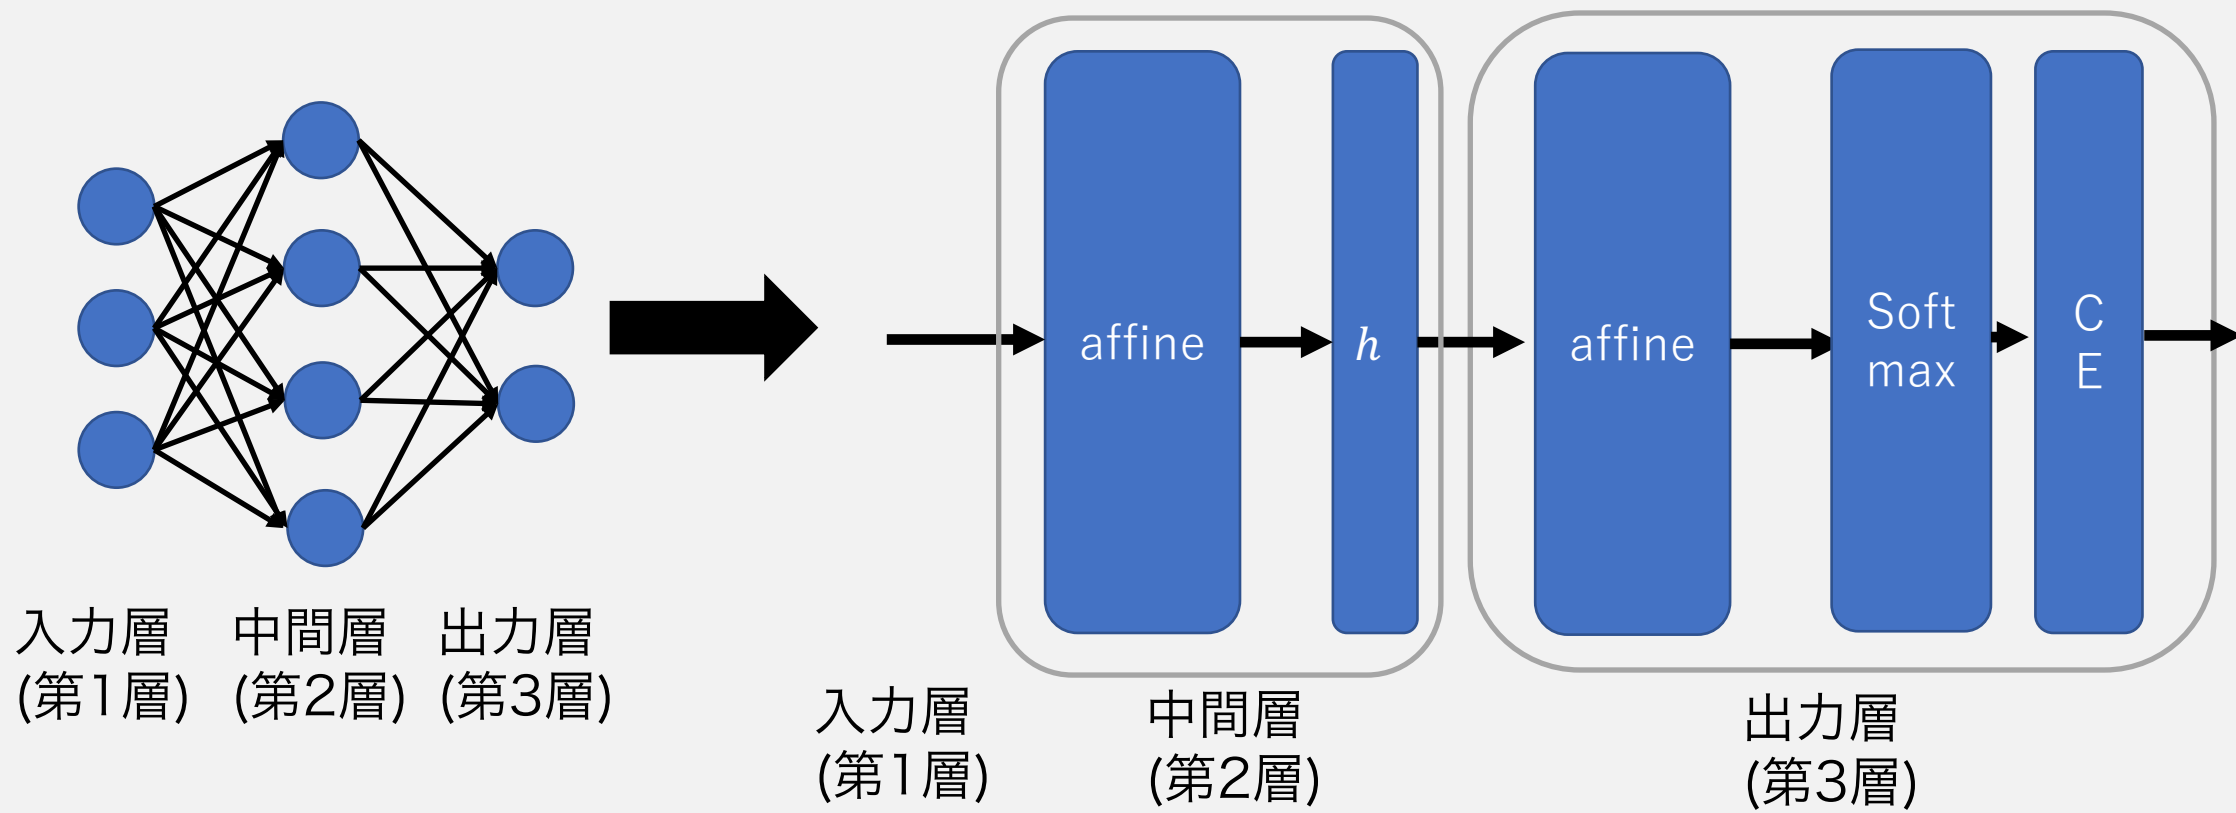 入力層
(第1層)
中間層
(第2層)
出力層
(第3層)
affine
h
affine
Soft
max
C
E
入力層
(第1層)
中間層
(第2層)
出力層
(第3層)